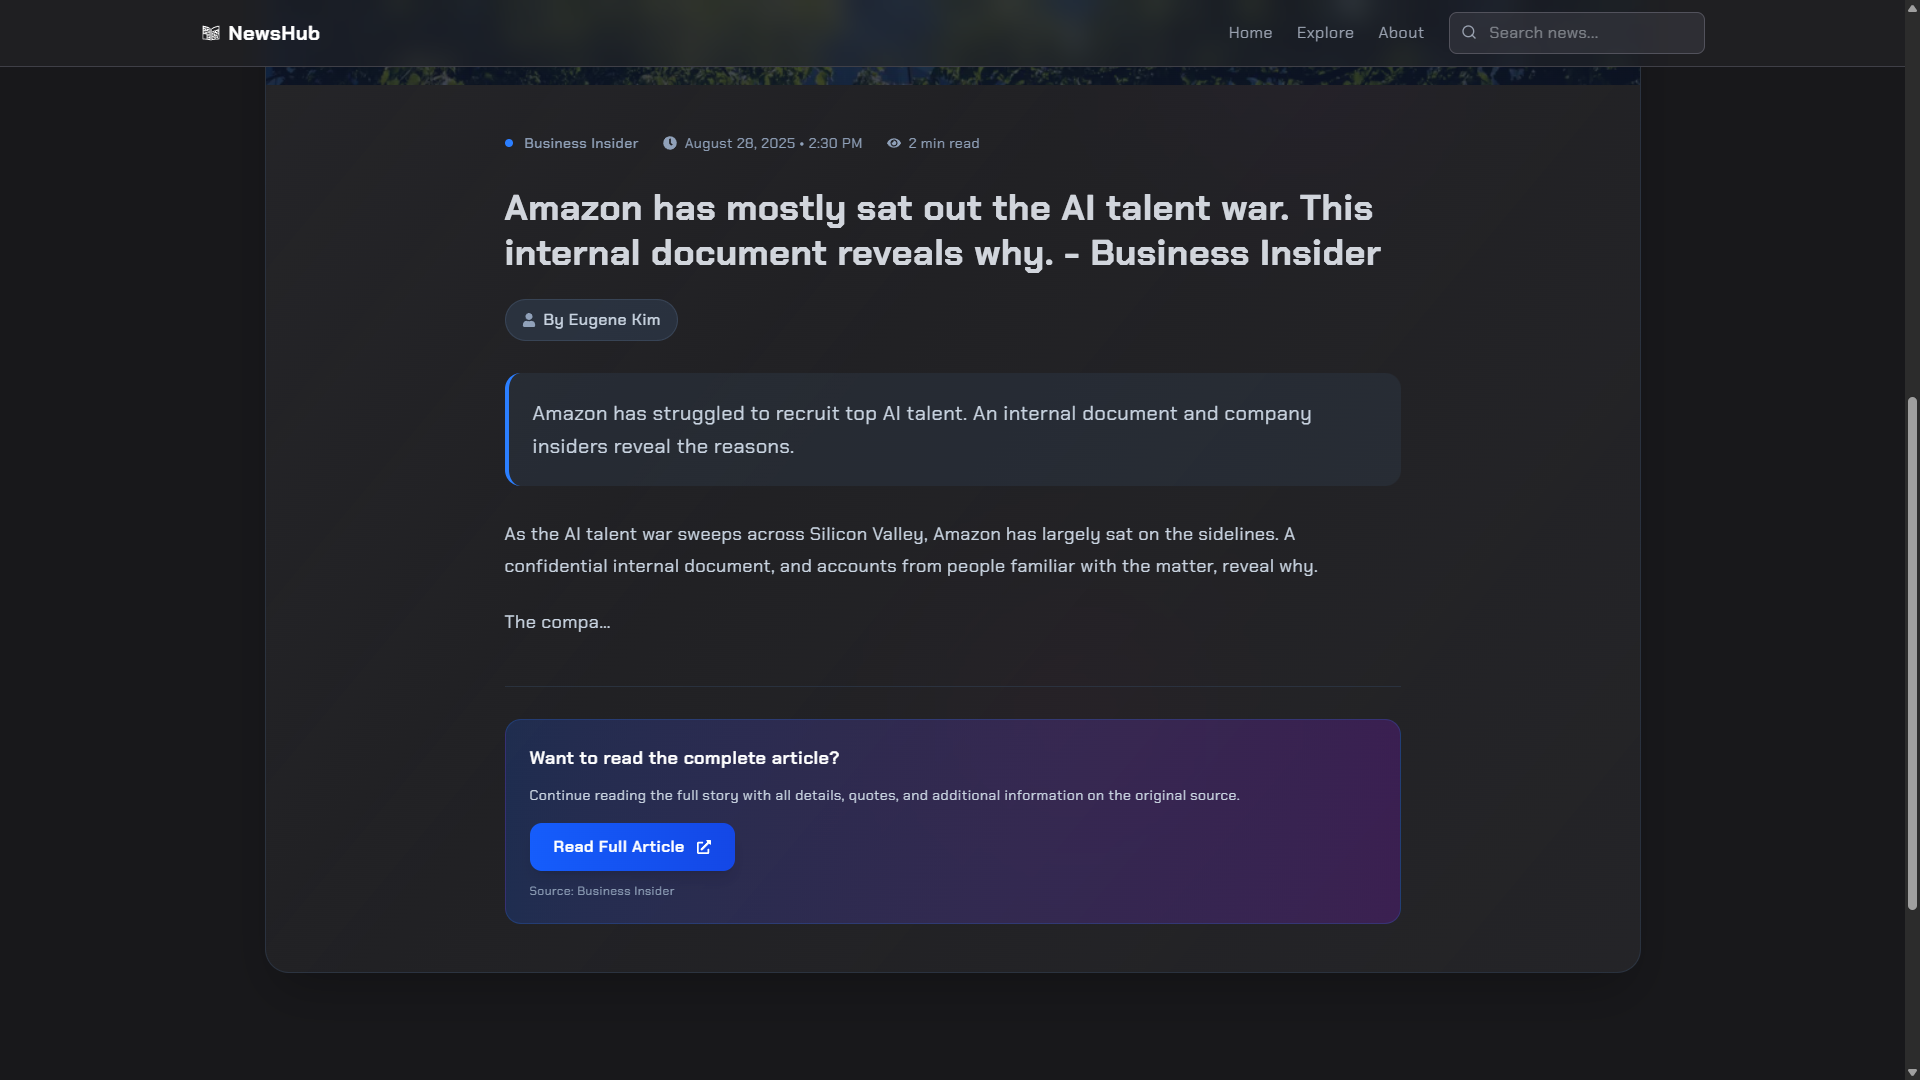 NewsHub
Home
Explore
About
Search news...
Business Insider
August 28, 2025 • 2:30 PM
2 min read
Amazon has mostly sat out the AI talent war. This
internal document reveals why. - Business Insider
By Eugene Kim
Amazon has struggled to recruit top AI talent. An internal document and company
insiders reveal the reasons.
As the AI talent war sweeps across Silicon Valley, Amazon has largely sat on the sidelines. A
confidential internal document, and accounts from people familiar with the matter, reveal why.
The compa...
Want to read the complete article?
Continue reading the full story with all details, quotes, and additional information on the original source.
Read Full Article
Source: Business Insider